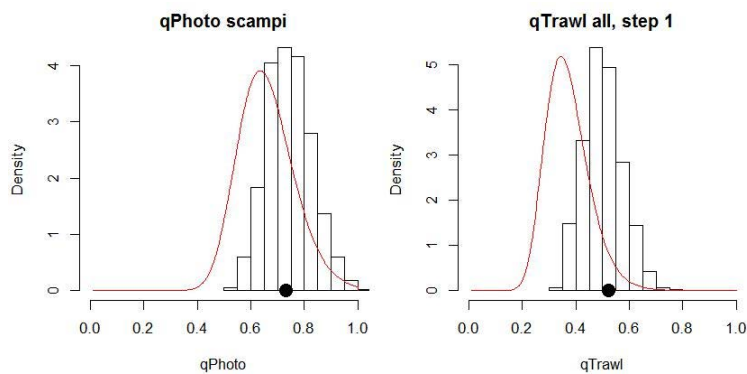 qPhoto scampi
Density
0 1 2 3 4
0.0 0.2 0.4 0.6 0.8 1.0
qPhoto
qTrawl all, step 1
Density
0 1 2 3 4 5
0.0 0.2 0.4 0.6 0.8 1.0
qTrawl